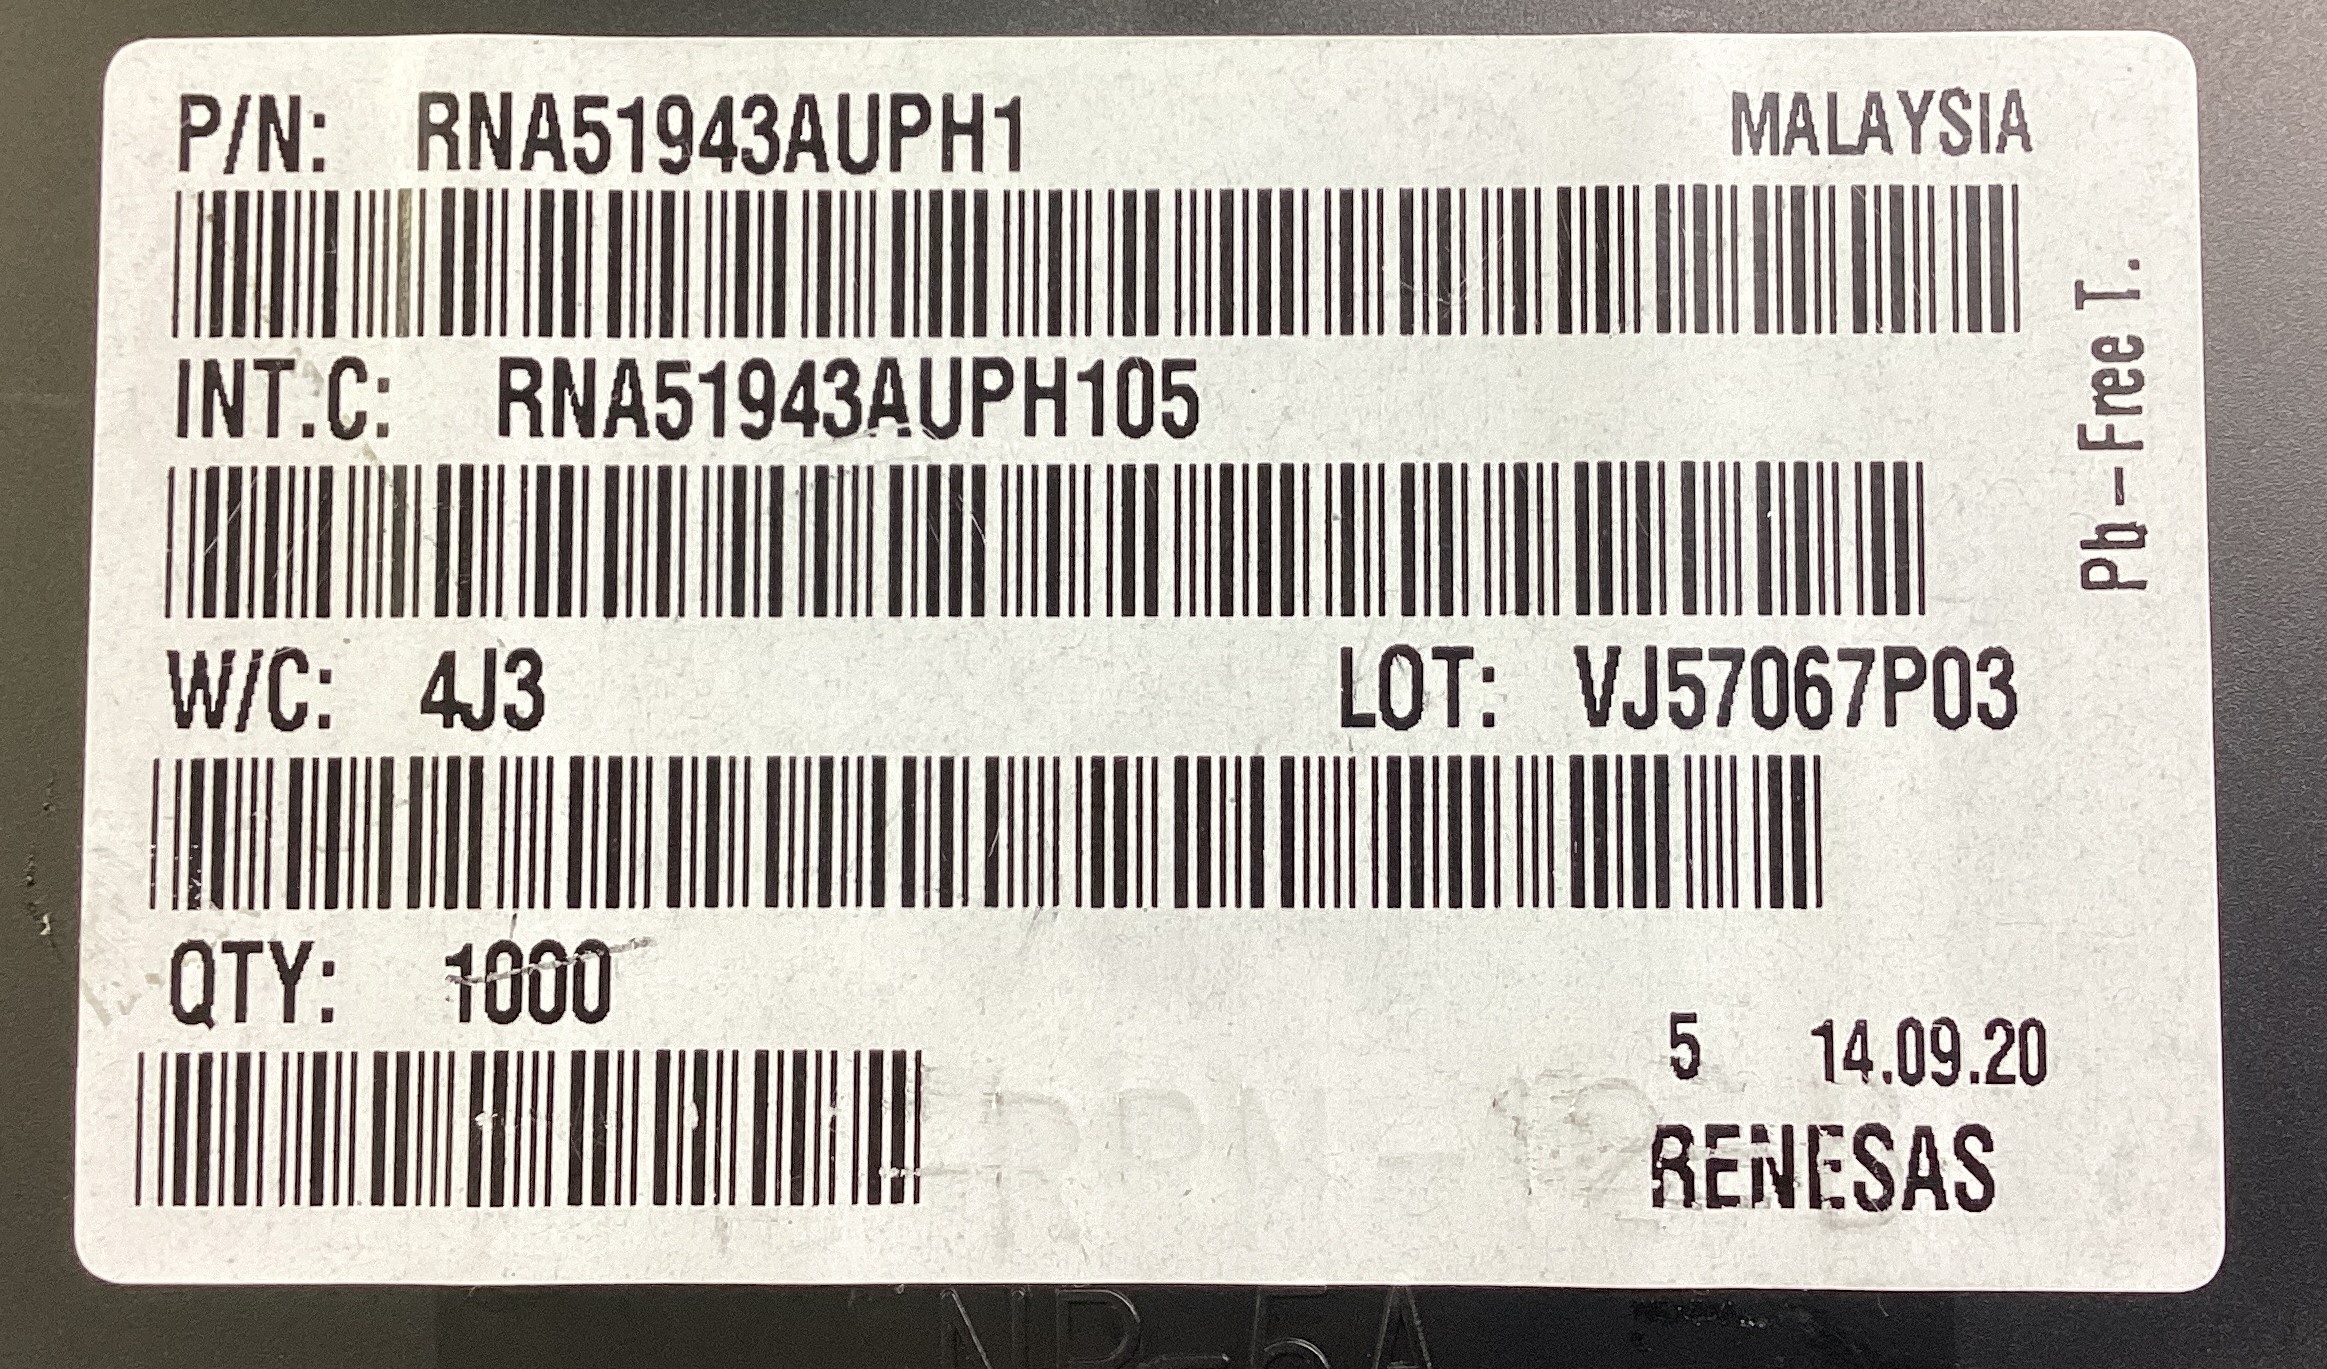 P/N: RNA51943AUPH1 MALAYSIA
INT.C: RNA51943AUPH105
Pb-Free T.
W/C: 4J3 LOT: VJ57067P03
QTY: 1000
5 14.09.20
RENESAS